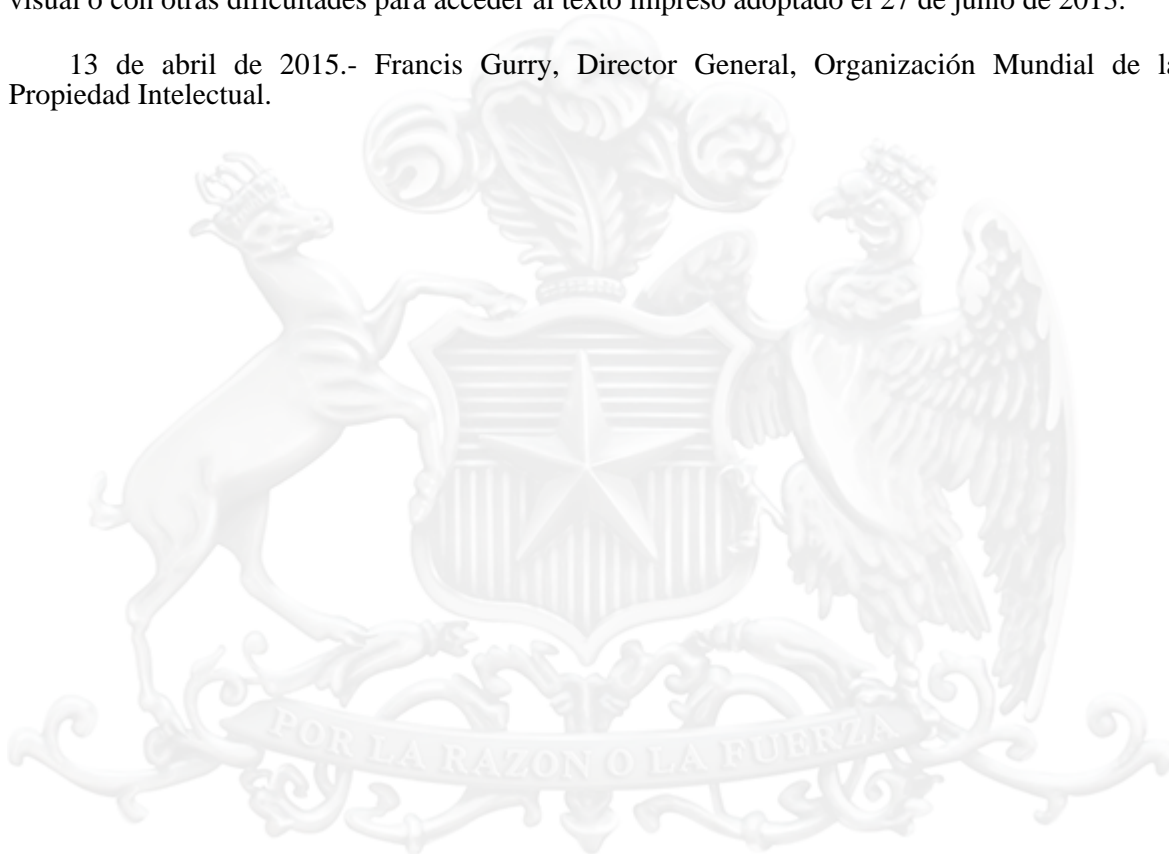 visual o con otras dificultades para acceder al texto impreso adoptado el 27 de junio de 2013.
13 de abril de 2015.- Francis Gurry, Director General, Organización Mundial de la
Propiedad Intelectual.
POR LA RAZON O LA FUERZA